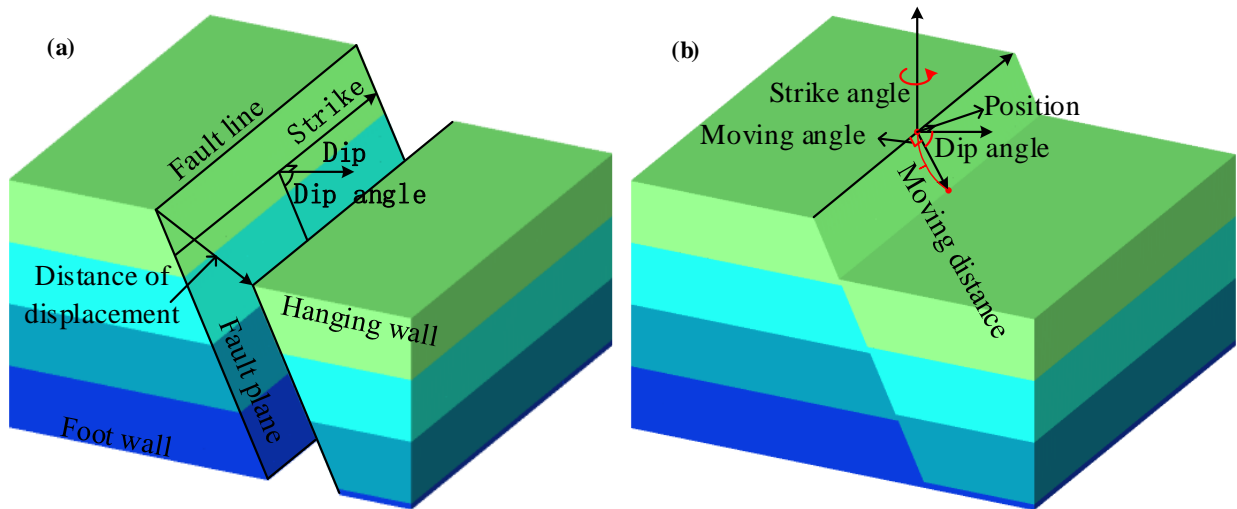 (a)
Fault line
Strike
Dip
Dip angle
Distance of
displacement
Hanging wall
Fault plane
Foot wall
(b)
Strike angle
Position
Moving angle
Dip angle
Moving distance